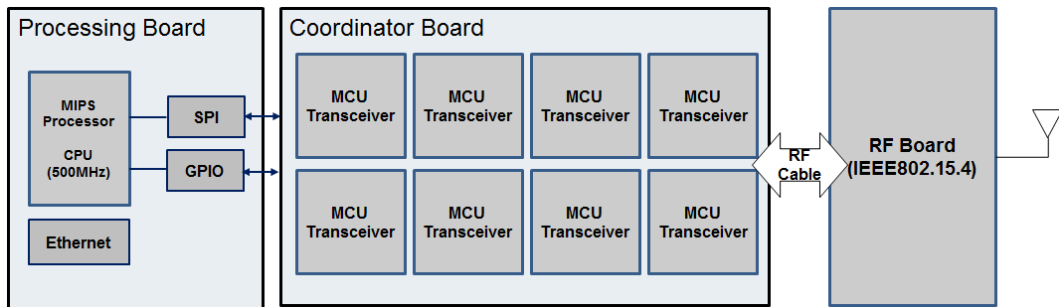 Processing Board
MIPS
Processor
CPU
(500MHz)
SPI
GPIO
Ethernet
Coordinator Board
MCU
Transceiver
MCU
Transceiver
MCU
Transceiver
MCU
Transceiver
MCU
Transceiver
MCU
Transceiver
MCU
Transceiver
MCU
Transceiver
RF
Cable
RF Board
(IEEE802.15.4)